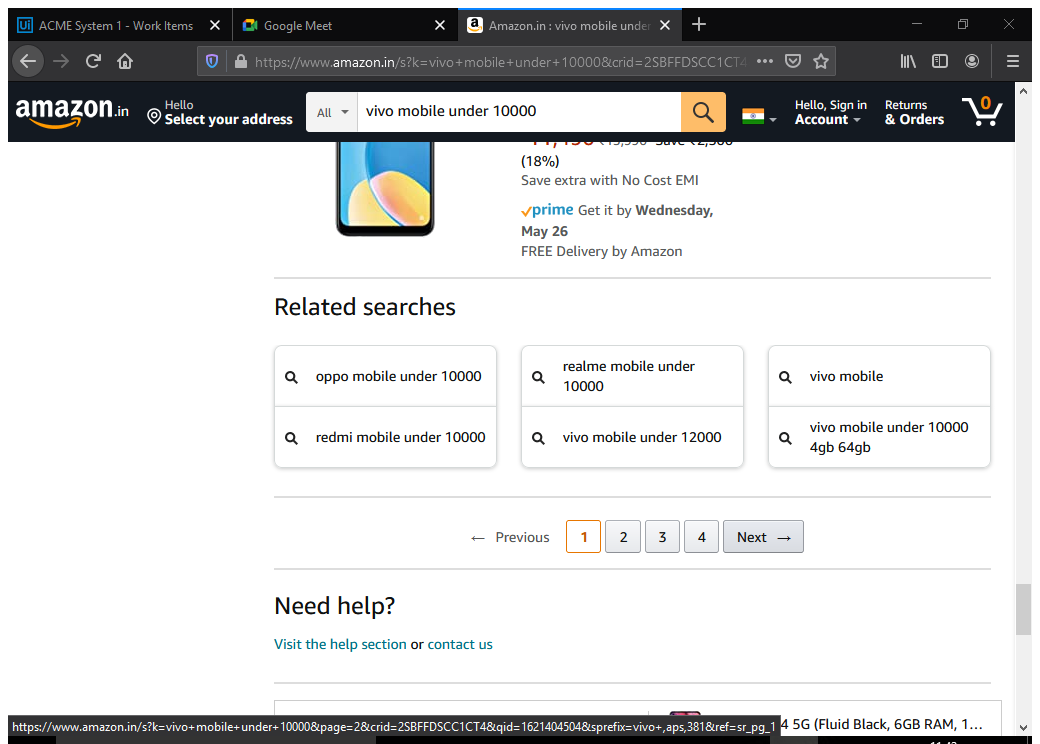 Ui ACME System 1 - Work Items
Google Meet
Amazon.in : vivo mobile under
https://www.amazon.in/s?k=vivo+mobile+under+10000&crid=2SBFFDSCC1CT4
amazon.in
Hello
Select your address
All
vivo mobile under 10000
Hello, Sign in
Account
Returns
& Orders
0
(18%)
Save extra with No Cost EMI
prime Get it by Wednesday,
May 26
FREE Delivery by Amazon
Related searches
oppo mobile under 10000
realme mobile under
10000
vivo mobile
redmi mobile under 10000
vivo mobile under 12000
vivo mobile under 10000
4gb 64gb
← Previous 1 2 3 4 Next →
Need help?
Visit the help section or contact us
https://www.amazon.in/s?k=vivo+mobile+under+10000&page=2&crid=2SBFFDSCC1CT4&qid=1621404504&sprefix=vivo+,aps,381&ref=sr_pg_1
4 5G (Fluid Black, 6GB RAM, 1...